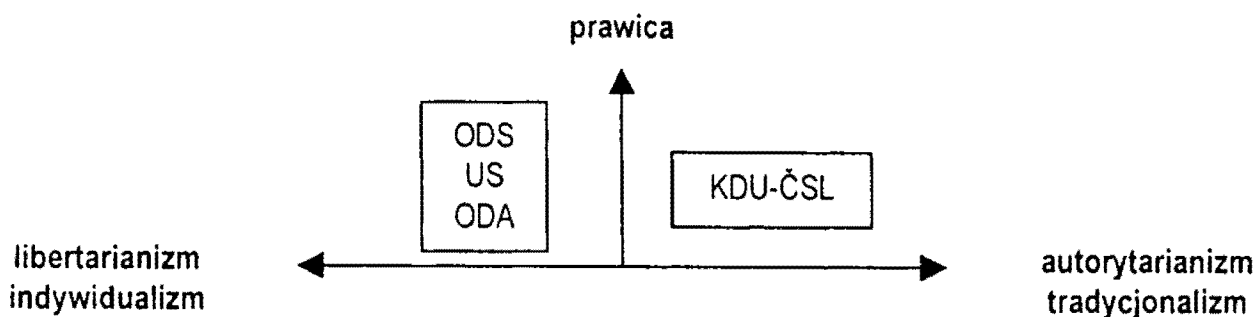 prawica
ODS
US
ODA
KDU-ČSL
libertarianizm
indywidualizm
autorytarianizm
tradycjonalizm